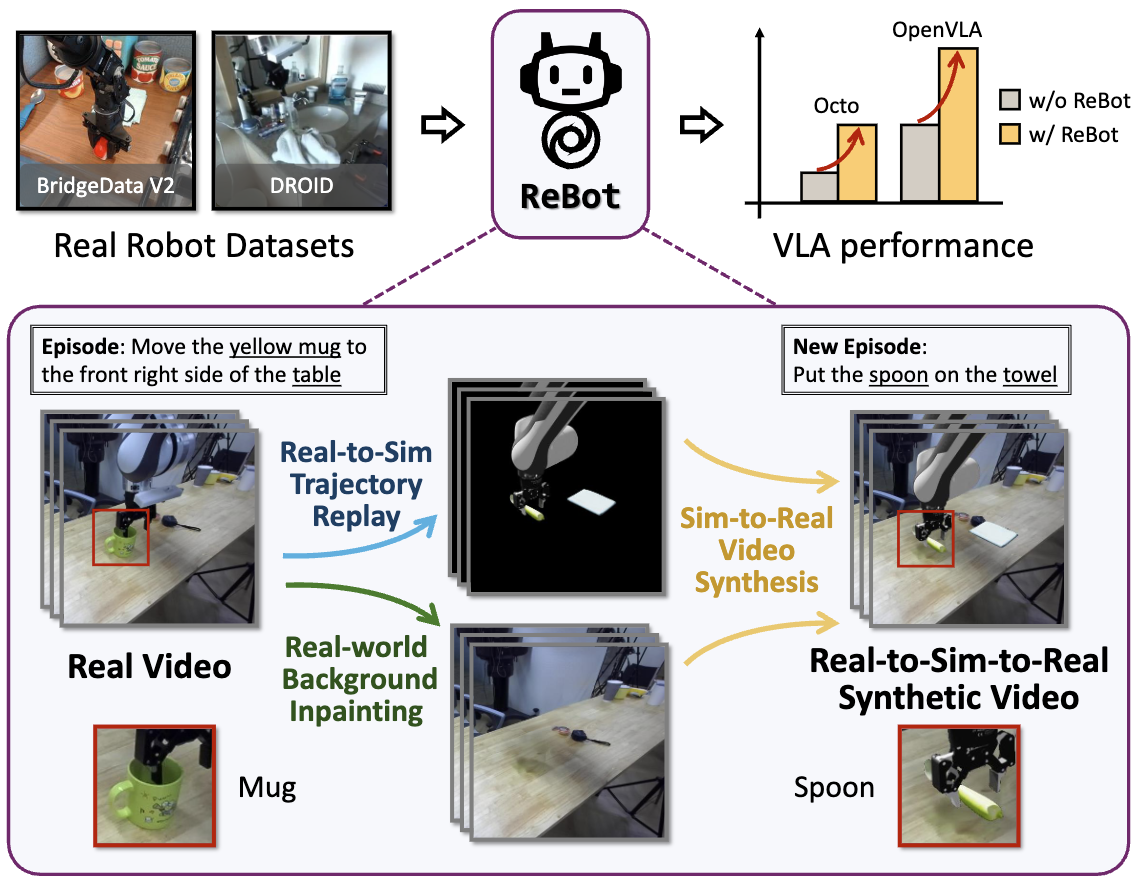 OpenVLA
Octo
w/o ReBot
w/ ReBot
TOMATO
SAUCE
BridgeData V2
DROID
ReBot
Real Robot Datasets
VLA performance
Episode: Move the yellow mug to
the front right side of the table
New Episode:
Put the spoon on the towel
Real-to-Sim
Trajectory
Replay
Sim-to-Real
Video
Synthesis
Real-world
Background
Inpainting
Real Video
Real-to-Sim-to-Real
Synthetic Video
Mug
Spoon